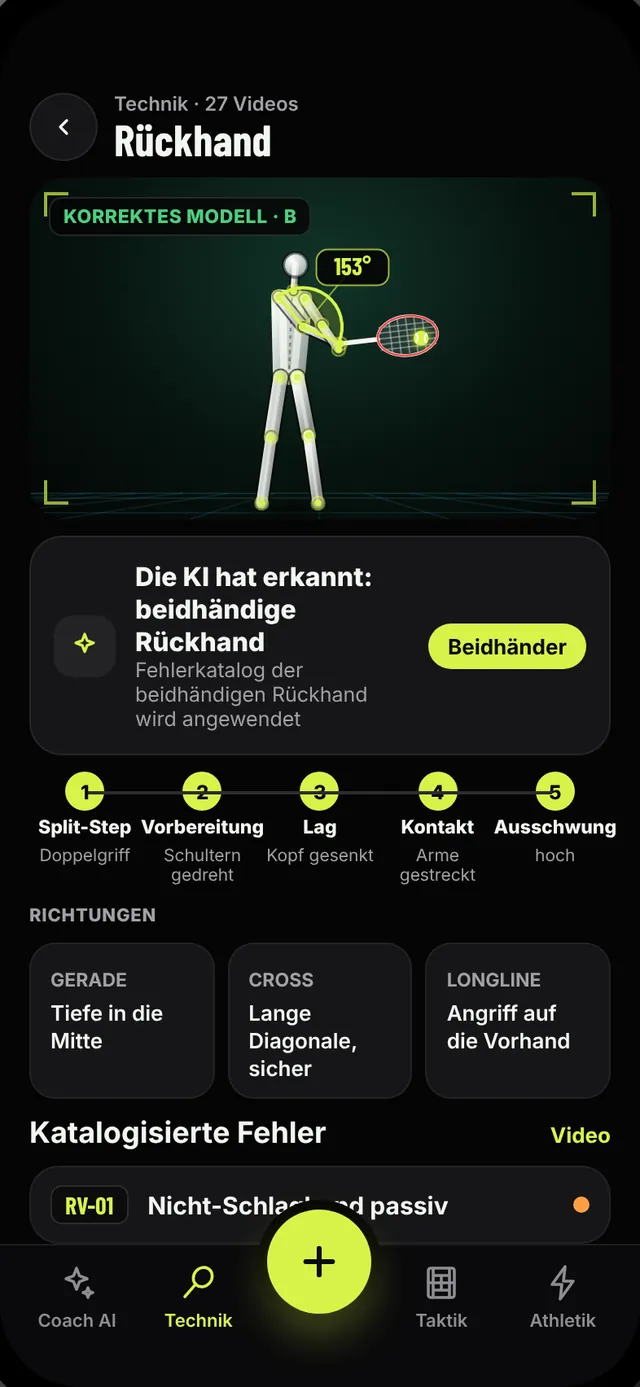 Technik · 27 Videos
Rückhand
KORREKTES MODELL · B
153°
Die KI hat erkannt:
beidhändige
Rückhand
Fehlerkatalog der
beidhändigen Rückhand
wird angewendet
Beidhänder
1 2 3 4 5
Split-Step Vorbereitung Lag Kontakt Ausschwung
Doppelgriff Schultern Kopf gesenkt Arme hoch
gedreht gestreckt
RICHTUNGEN
GERADE
Tiefe in die
Mitte
CROSS
Lange
Diagonale,
sicher
LONGLINE
Angriff auf
die Vorhand
Katalogisierte Fehler
Video
RV-01
passiv
Coach AI
Technik
+
Taktik
Athletik